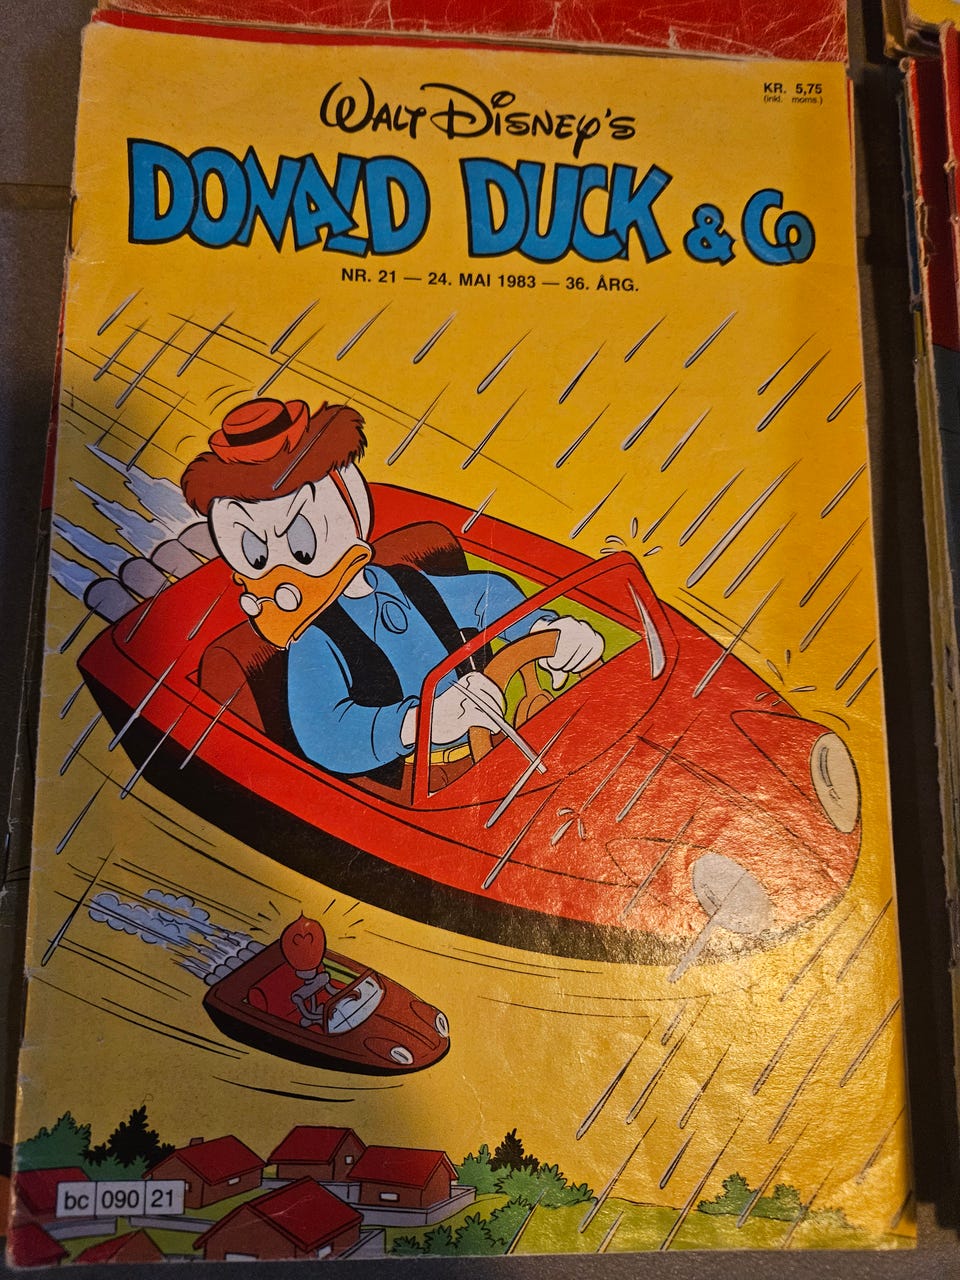 WALT DISNEY'S
KR. 5,75
(inkl. moms.)
DONALD DUCK & CO
NR. 21 — 24. MAI 1983 — 36. ÅRG.
bc 090 21